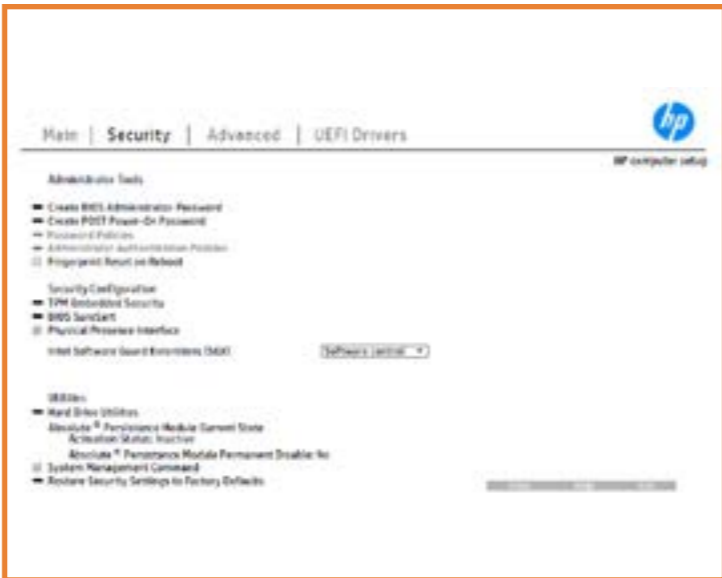 hp
Main | Security | Advanced | UEFI Drivers
HP computer setup
Administrator Tools
Create BIOS Administrator Password
Create POST Power-On Password
Password Policies
Administrator Authentication Policies
Fingerprint Reset on Reboot
Security Configuration
TPM Embedded Security
BIOS SureStart
Physical Presence Interface
Intel Software Guard Extensions (SGX) Software control
Utilities
Hard Drive Utilities
Absolute® Persistence Module Current State
Activation Status: Inactive
Absolute® Persistence Module Permanent Disable: No
System Management Command
Restore Security Settings to Factory Defaults